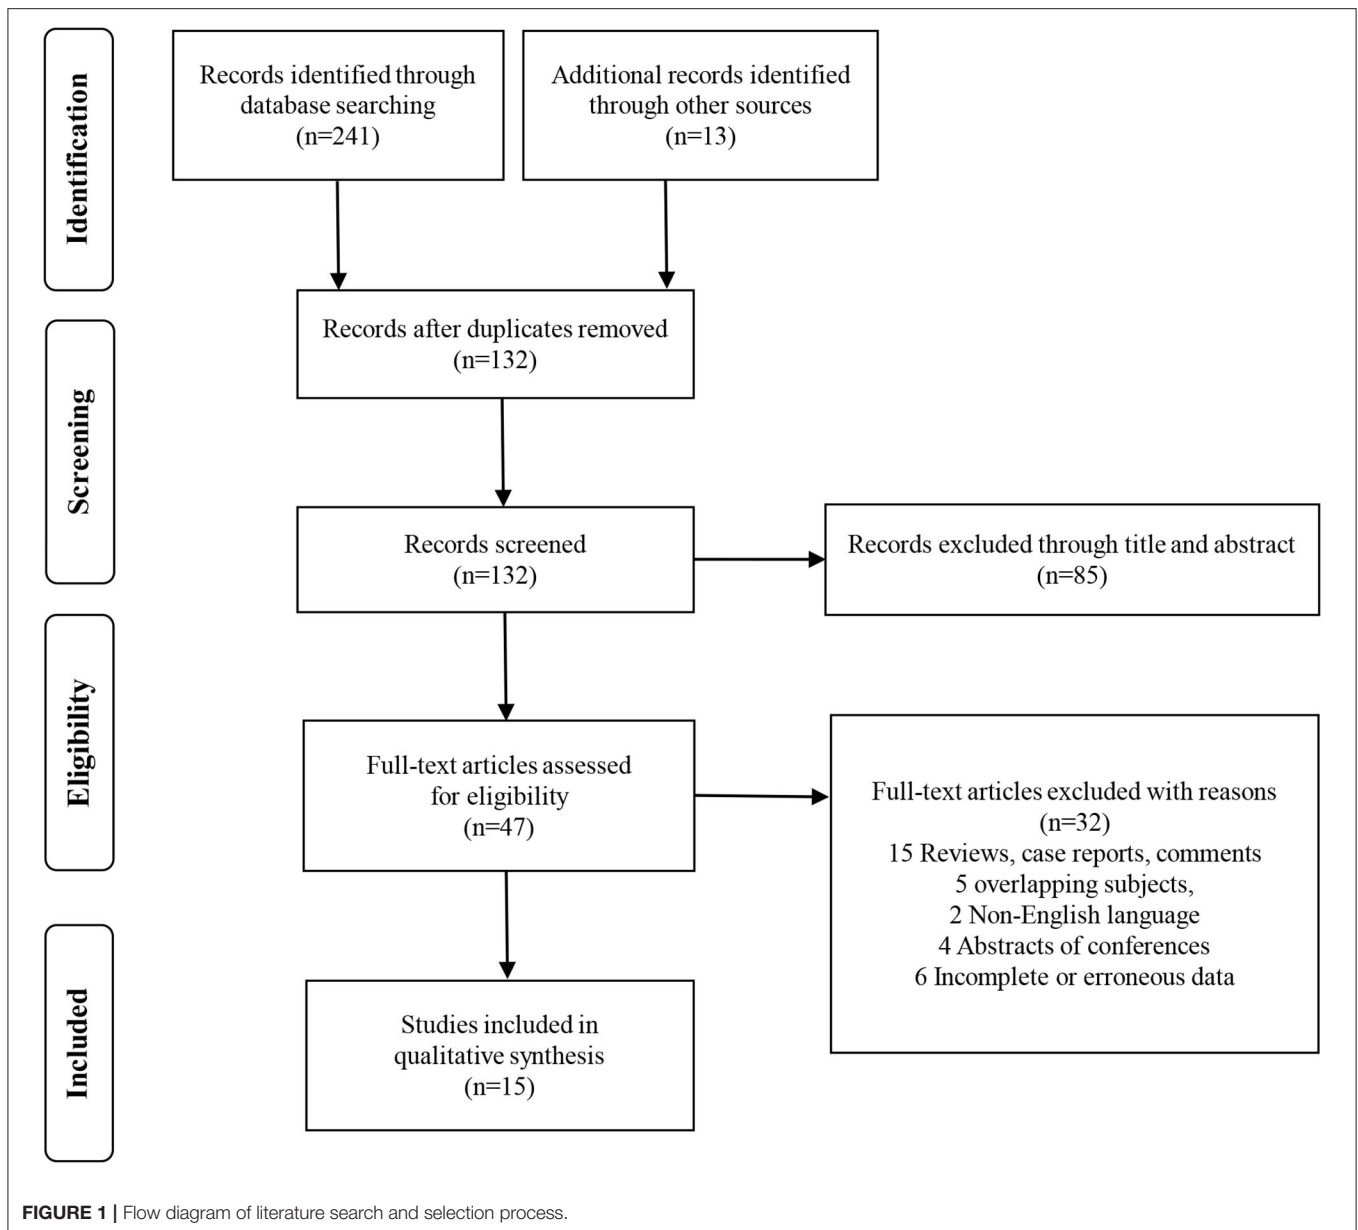 Identification
Records identified through
database searching
(n=241)
Additional records identified
through other sources
(n=13)
Screening
Records after duplicates removed
(n=132)
Records screened
(n=132)
Records excluded through title and abstract
(n=85)
Eligibility
Full-text articles assessed
for eligibility
(n=47)
Full-text articles excluded with reasons
(n=32)
15 Reviews, case reports, comments
5 overlapping subjects,
2 Non-English language
4 Abstracts of conferences
6 Incomplete or erroneous data
Included
Studies included in
qualitative synthesis
(n=15)
FIGURE 1 | Flow diagram of literature search and selection process.